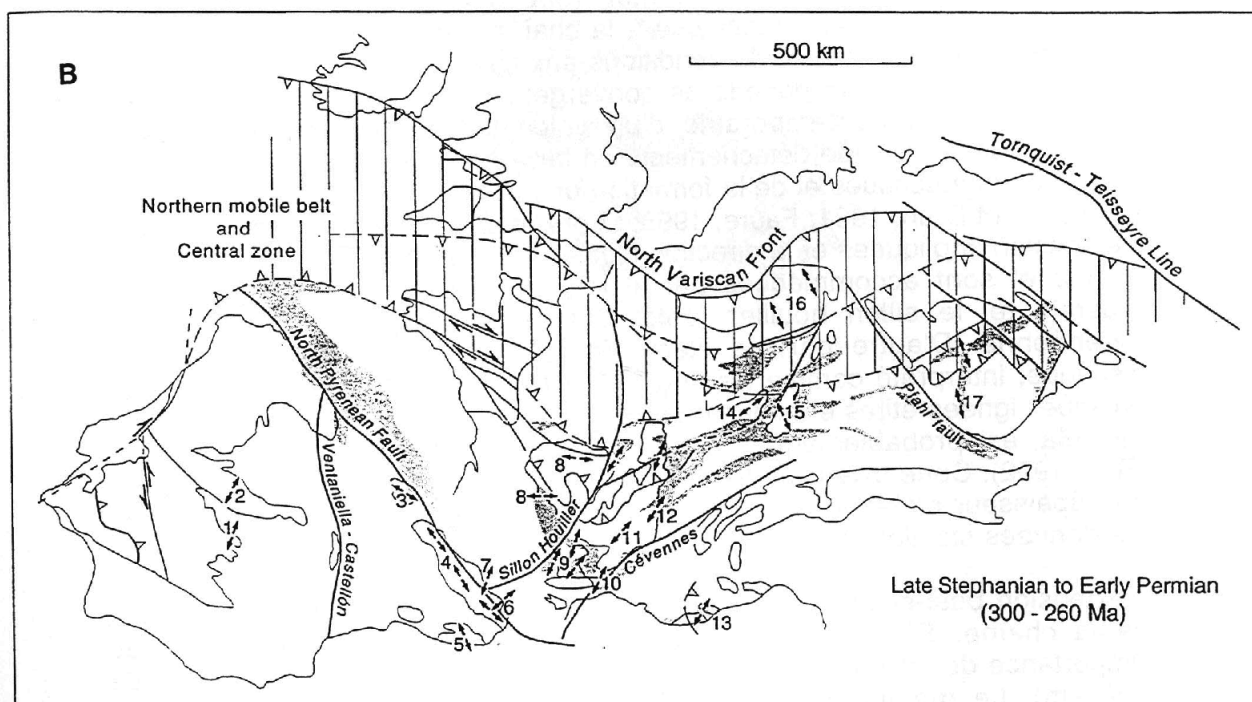 B
500 km
Tornquist - Teisseyre Line
Northern mobile belt
and
Central zone
North Variscan Front
16
North Pyrenean Fault
Plahn fault
17
14
15
Ventaniella - Castellón
8
8
3
2
1
Sillon Houiller
12
11
Cévennes
9
10
7
4
6
5
13
Late Stephanian to Early Permian
(300 - 260 Ma)